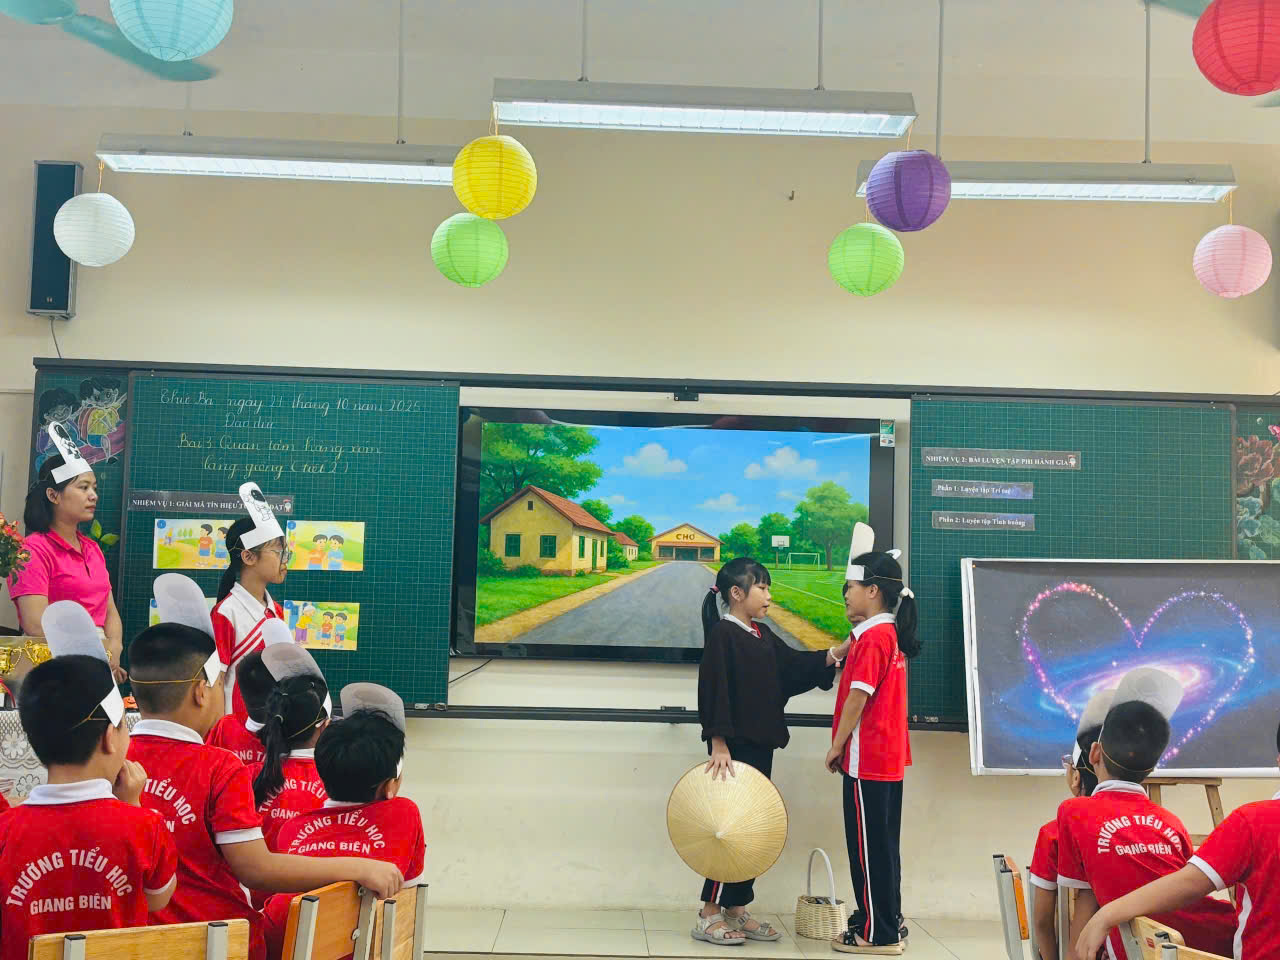 Thứ Ba ngày 21 tháng 10 năm 2025
Đạo đức
Bài 3 Quan tâm hàng xóm
láng giềng (tiết 2)
NHIỆM VỤ 1: GIẢI MÃ TÍN HIỆU
CHỢ
NHIỆM VỤ 2: BÀI LUYỆN TẬP PHI HÀNH GIA
Phần 1: Luyện tập Trí tuệ
Phần 2: Luyện tập Tình huống
TRƯỜNG TIỂU HỌC
GIANG BIÊN
TIỂU HỌC
GIANG
TRƯỜNG TIỂU HỌC
GIANG BIÊN
TRƯỜNG TIỂU HỌC
GIANG BIÊN